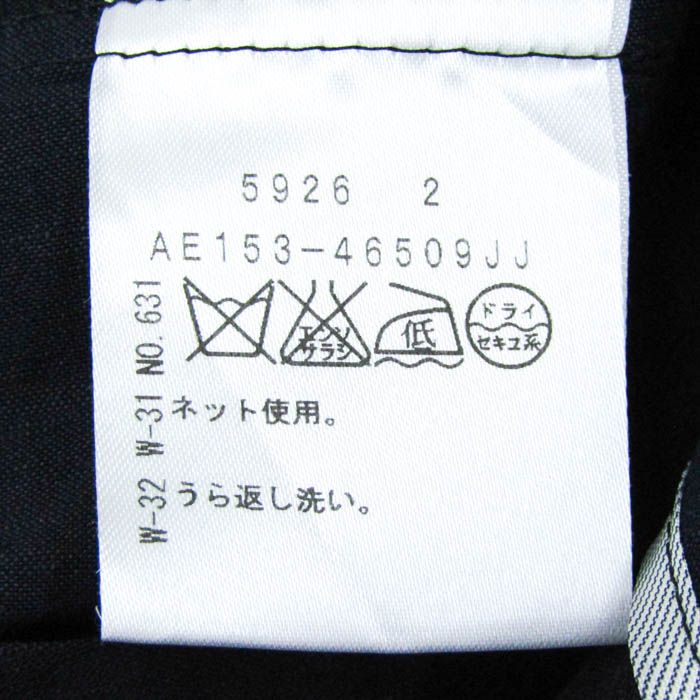 5926 2
AE153-46509JJ
エンソ
サラシ
低
ドライ
セキユ系
ネット使用。
うら返し洗い。
W-32 W-31 NO.631